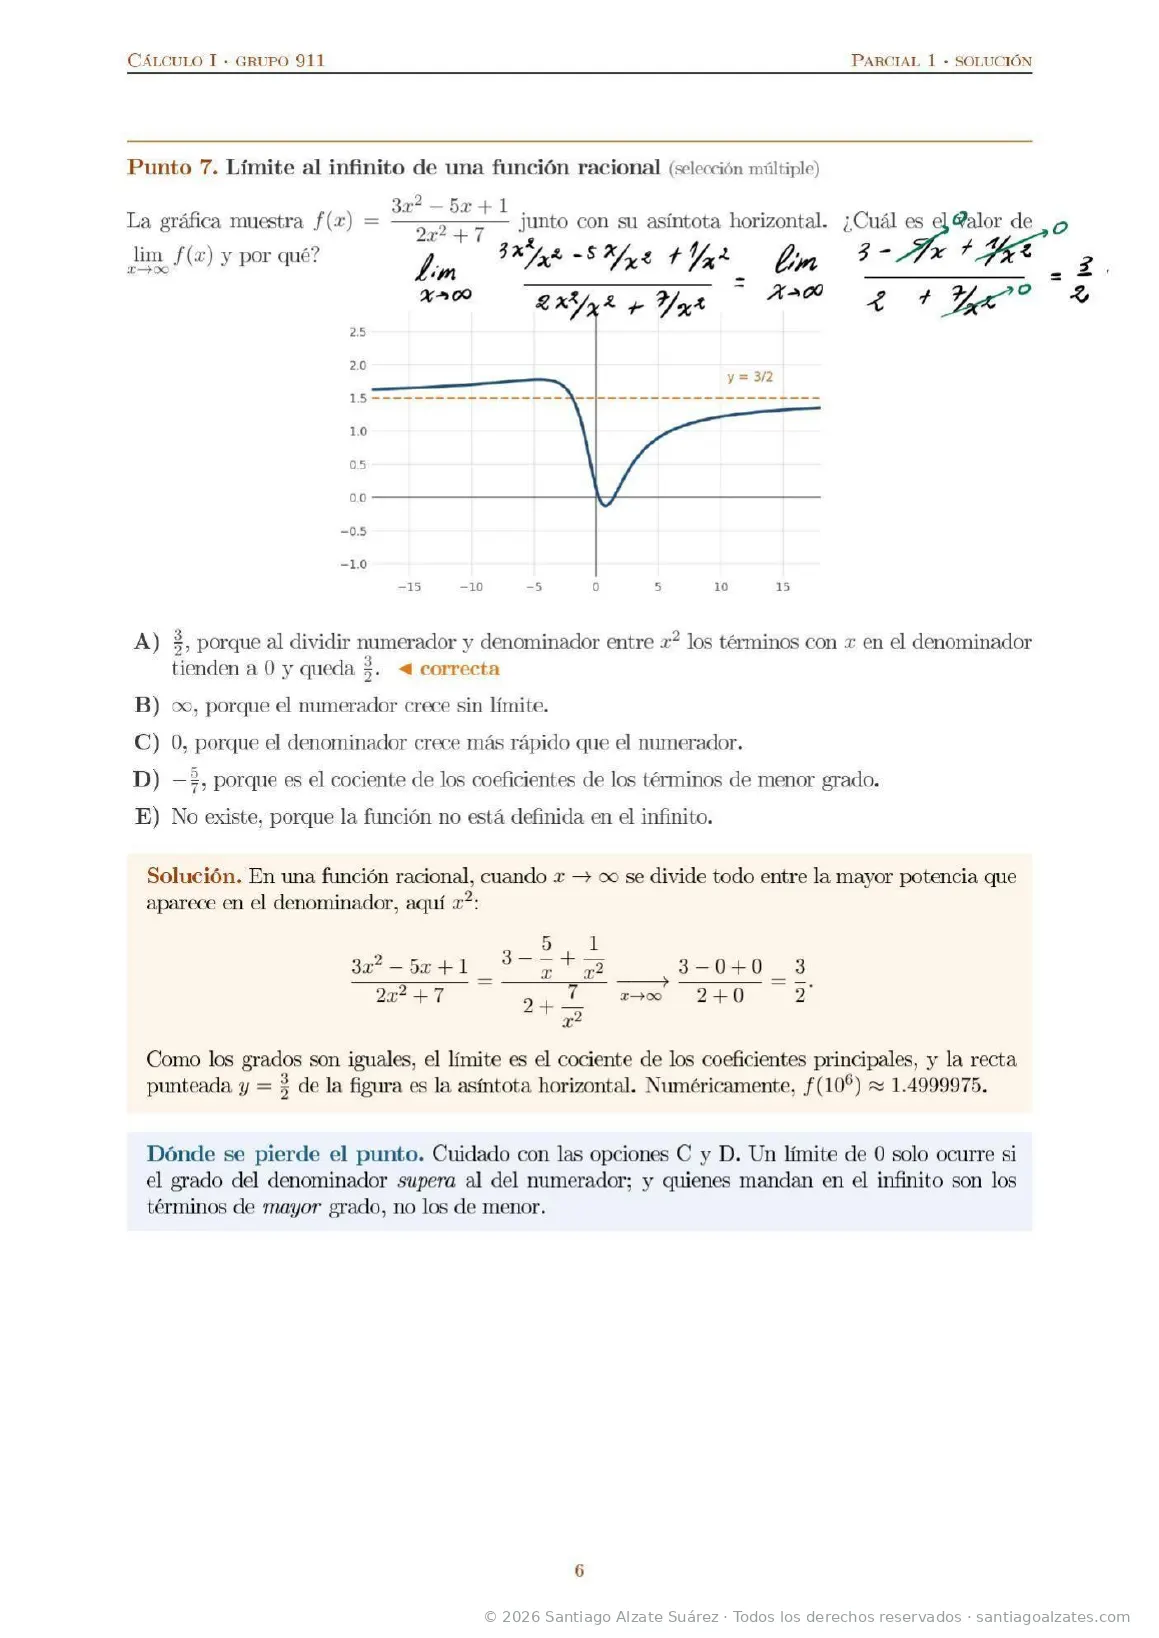 CÁLCULO I · GRUPO 911
PARCIAL 1 · SOLUCIÓN
Punto 7. Límite al infinito de una función racional (selección múltiple)
La gráfica muestra f(x) = (3x² − 5x + 1)/(2x² + 7) junto con su asíntota horizontal. ¿Cuál es el valor de
lim x→∞ f(x) y por qué?
lim x→∞ (3x²/x² - 5x/x² + 1/x²)/(2x²/x² + 7/x²) = lim x→∞ (3 - 5/x + 1/x²)/(2 + 7/x²) = 3/2
0
0
0
2.5
2.0
1.5
1.0
0.5
0.0
−0.5
−1.0
y = 3/2
−15 −10 −5 0 5 10 15
A) 3/2, porque al dividir numerador y denominador entre x² los términos con x en el denominador
tienden a 0 y queda 3/2. ◄ correcta
B) ∞, porque el numerador crece sin límite.
C) 0, porque el denominador crece más rápido que el numerador.
D) −5/7, porque es el cociente de los coeficientes de los términos de menor grado.
E) No existe, porque la función no está definida en el infinito.
Solución. En una función racional, cuando x → ∞ se divide todo entre la mayor potencia que
aparece en el denominador, aquí x²:
(3x² − 5x + 1)/(2x² + 7) = (3 − 5/x + 1/x²)/(2 + 7/x²) → x→∞ (3 − 0 + 0)/(2 + 0) = 3/2.
Como los grados son iguales, el límite es el cociente de los coeficientes principales, y la recta
punteada y = 3/2 de la figura es la asíntota horizontal. Numéricamente, f(10⁶) ≈ 1.4999975.
Dónde se pierde el punto. Cuidado con las opciones C y D. Un límite de 0 solo ocurre si
el grado del denominador supera al del numerador; y quienes mandan en el infinito son los
términos de mayor grado, no los de menor.
6
© 2026 Santiago Alzate Suárez · Todos los derechos reservados · santiagoalzates.com